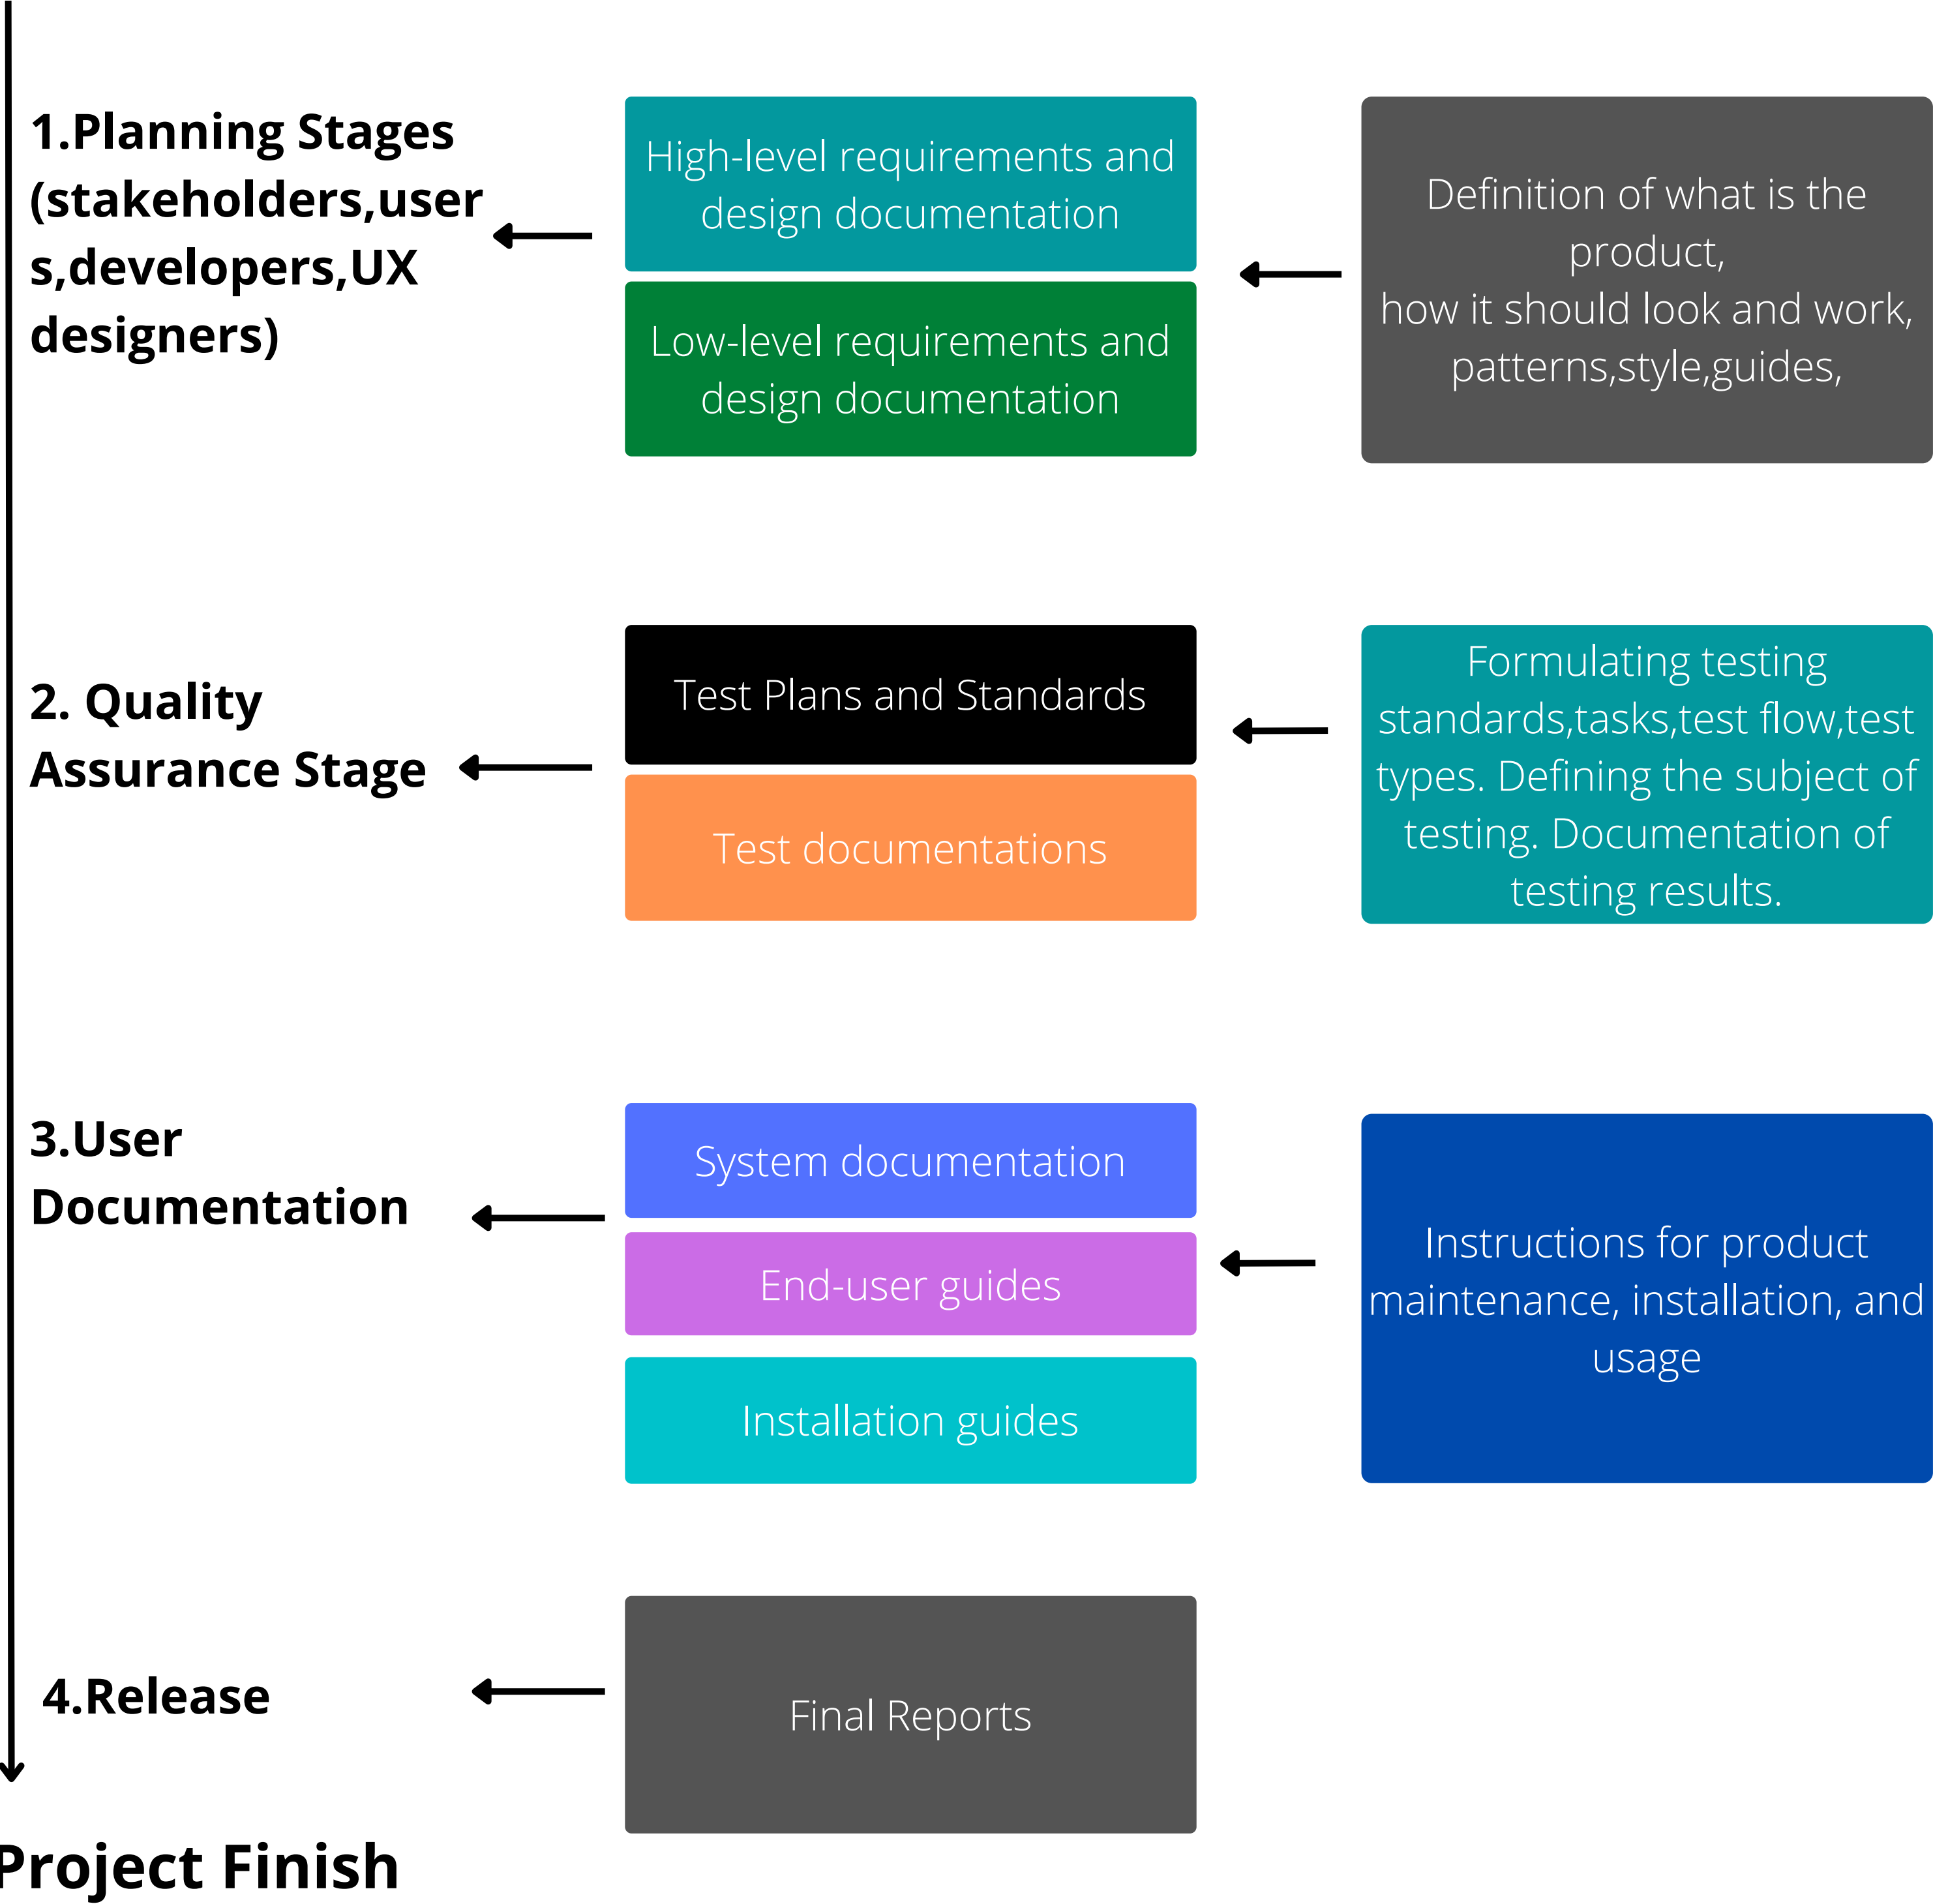 1.Planning Stages
(stakeholders,user
s,developers,UX
designers)
High-level requirements and
design documentation
Low-level requirements and
design documentation
Definition of what is the
product,
how it should look and work,
patterns,style,guides,
2. Quality
Assurance Stage
Test Plans and Standards
Test documentations
Formulating testing
standards,tasks,test flow,test
types. Defining the subject of
testing. Documentation of
testing results.
3.User
Documentation
System documentation
End-user guides
Installation guides
Instructions for product
maintenance, installation, and
usage
4.Release
Final Reports
Project Finish